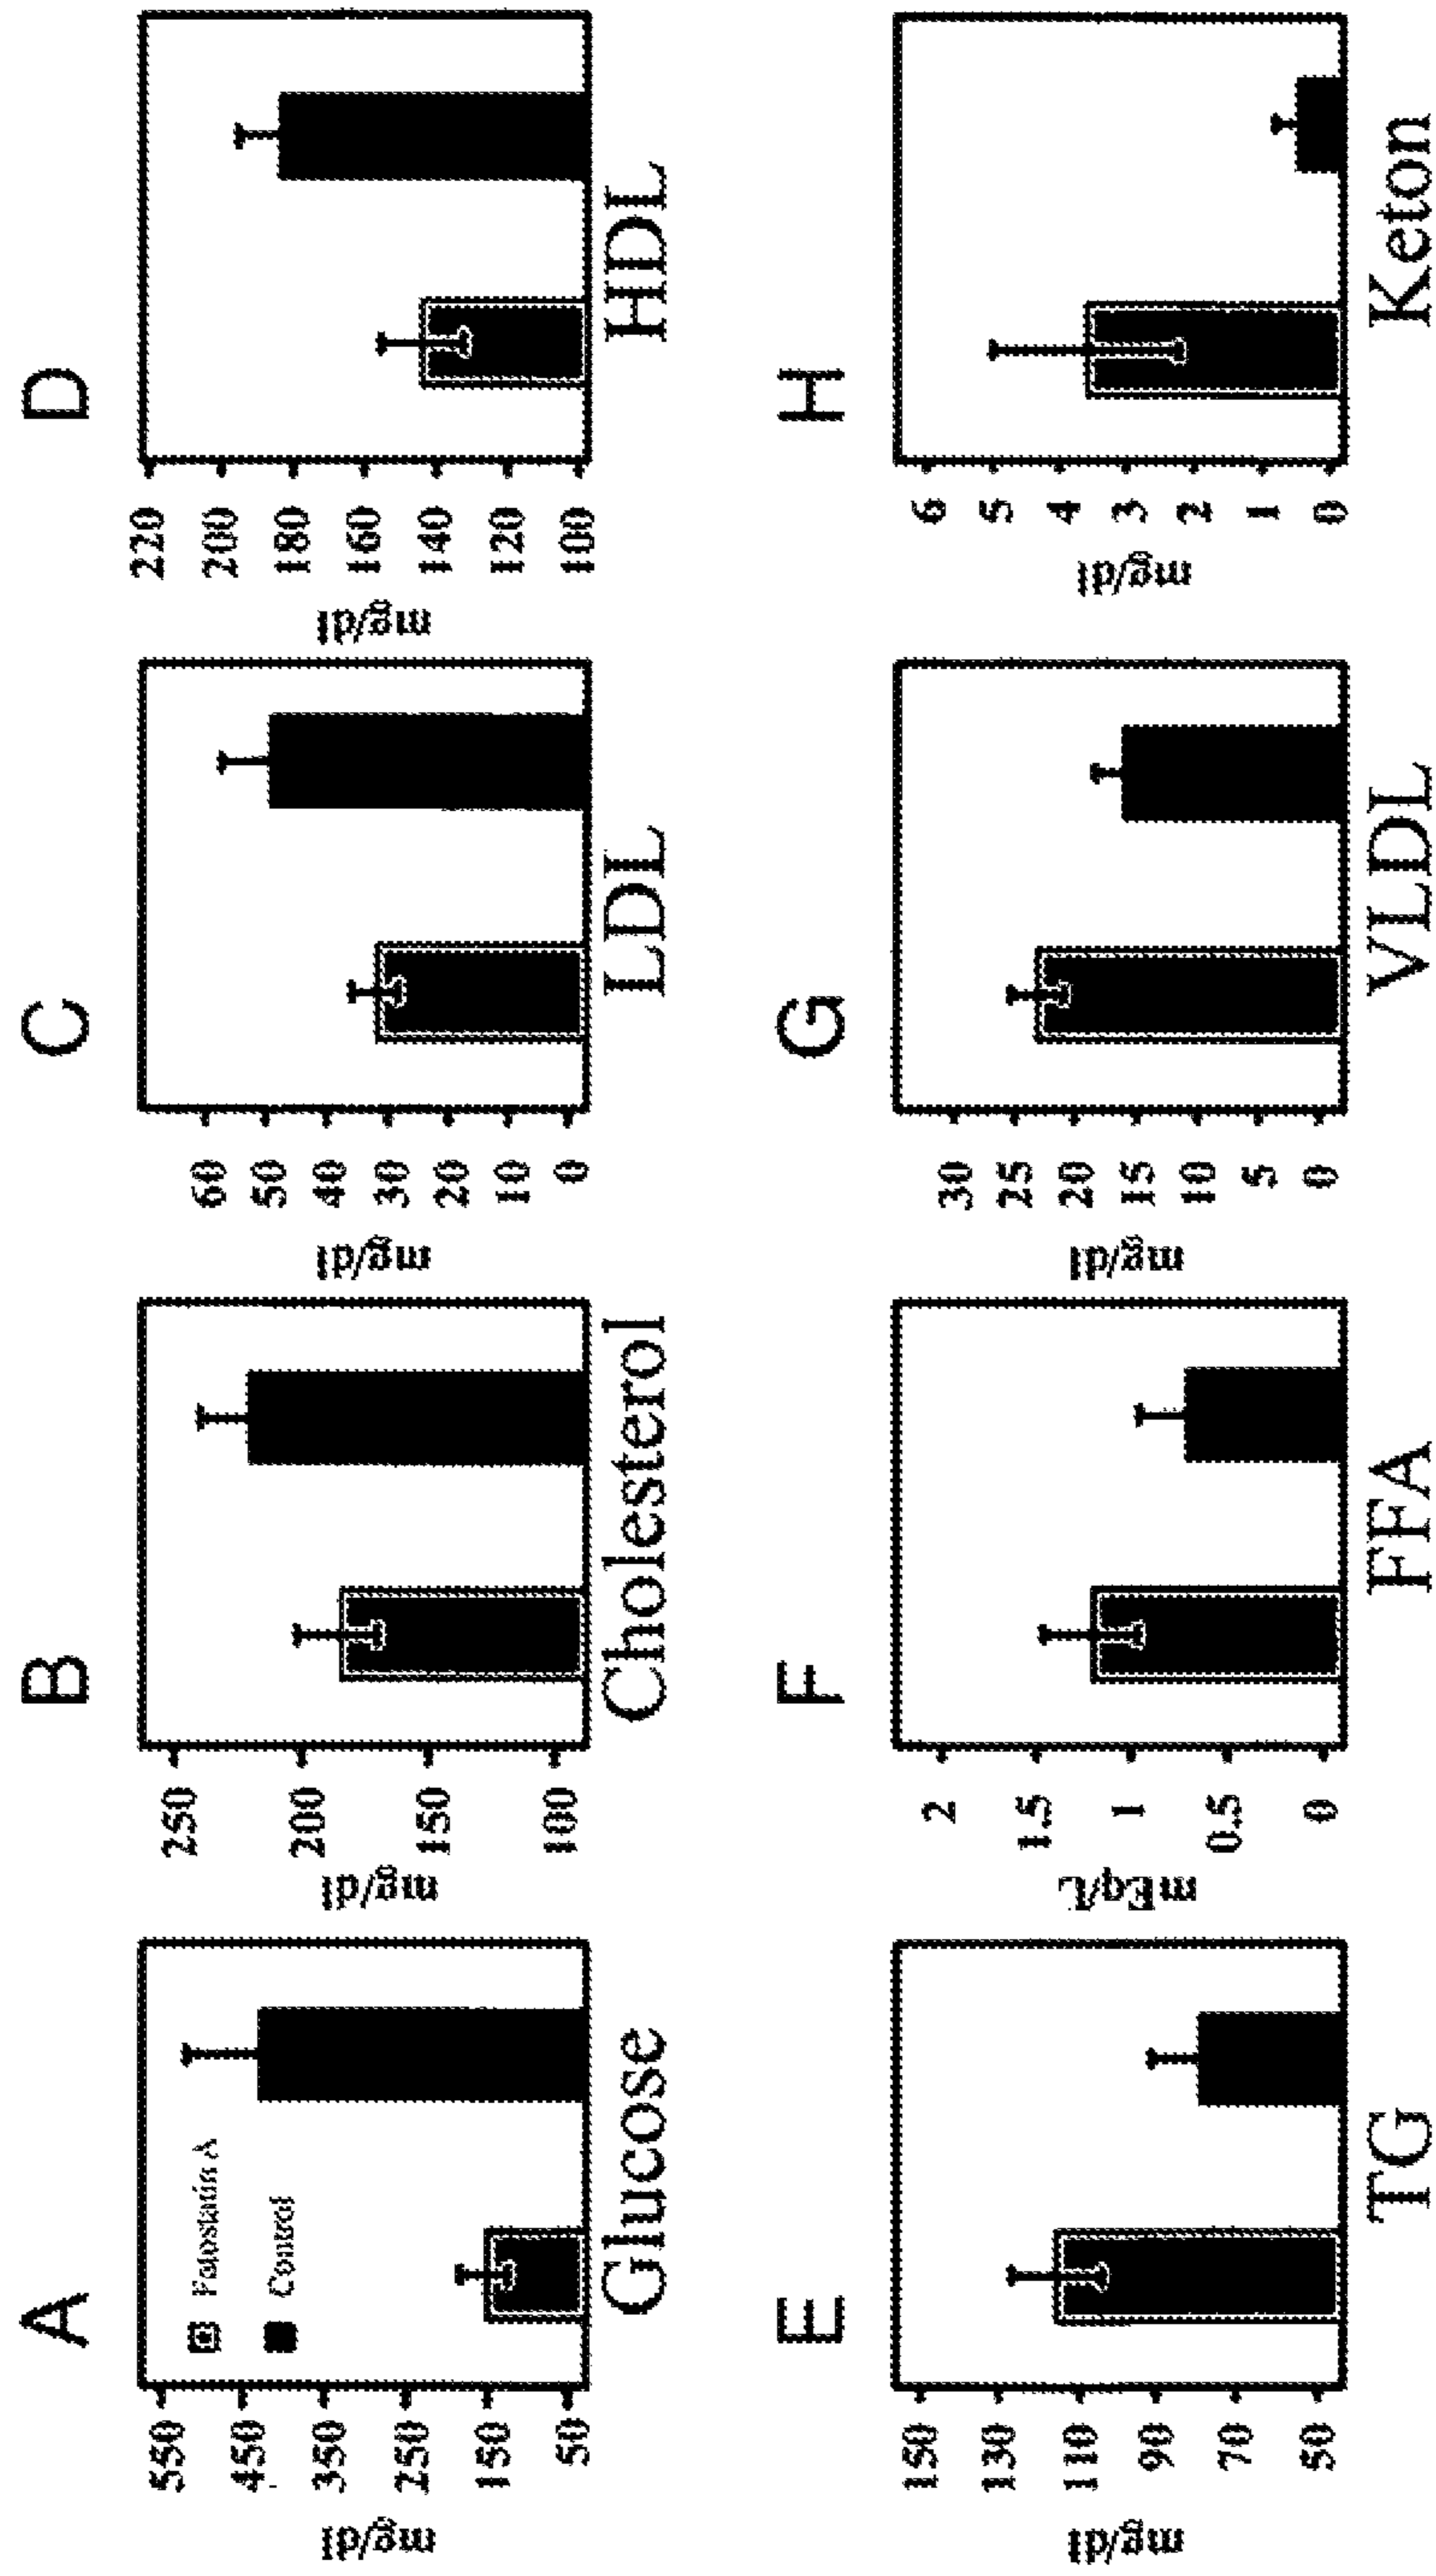 A
mg/dl
550
450
350
250
150
50
Fatostatin A
Control
Glucose
B
mg/dl
250
200
150
100
Cholesterol
C
mg/dl
60
50
40
30
20
10
0
LDL
D
mg/dl
220
200
180
160
140
120
100
HDL
E
mg/dl
150
130
110
90
70
50
TG
F
mEq/L
2
1.5
1
0.5
0
FFA
G
mg/dl
30
25
20
15
10
5
0
VLDL
H
mg/dl
6
5
4
3
2
1
0
Keton